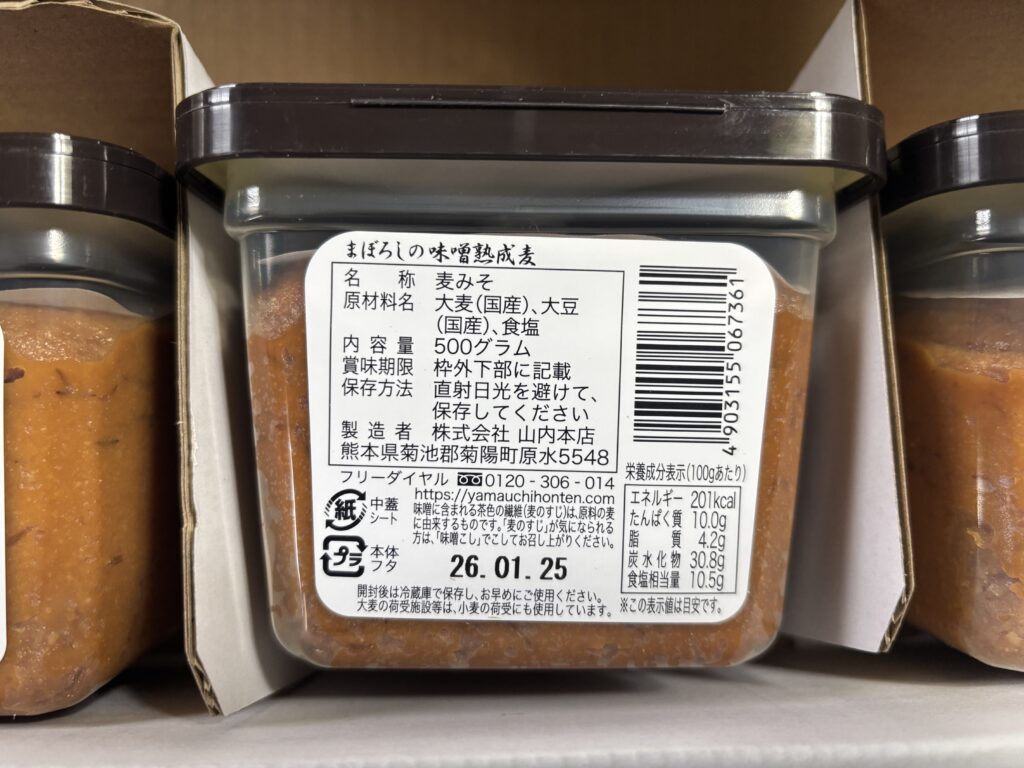 まぼろしの味噌熟成麦
名称 麦みそ
原材料名 大麦(国産)、大豆
(国産)、食塩
内容量 500グラム
賞味期限 枠外下部に記載
保存方法 直射日光を避けて、
保存してください
製造者 株式会社 山内本店
熊本県菊池郡菊陽町原水5548
フリーダイヤル 0120-306-014
https://yamauchihonten.com
味噌に含まれる茶色の繊維(麦のすじ)は、原料の麦
に由来するものです。「麦のすじ」が気になられる
方は、「味噌こし」でこしてお召し上がりください。
紙 中蓋
シート
プラ 本体
フタ
26.01.25
開封後は冷蔵庫で保存し、お早めにご使用ください。
大麦の荷受施設等は、小麦の荷受にも使用しています。
4 903155 067361
栄養成分表示(100gあたり)
エネルギー 201kcal
たんぱく質 10.0g
脂質 4.2g
炭水化物 30.8g
食塩相当量 10.5g
※この表示値は目安です。